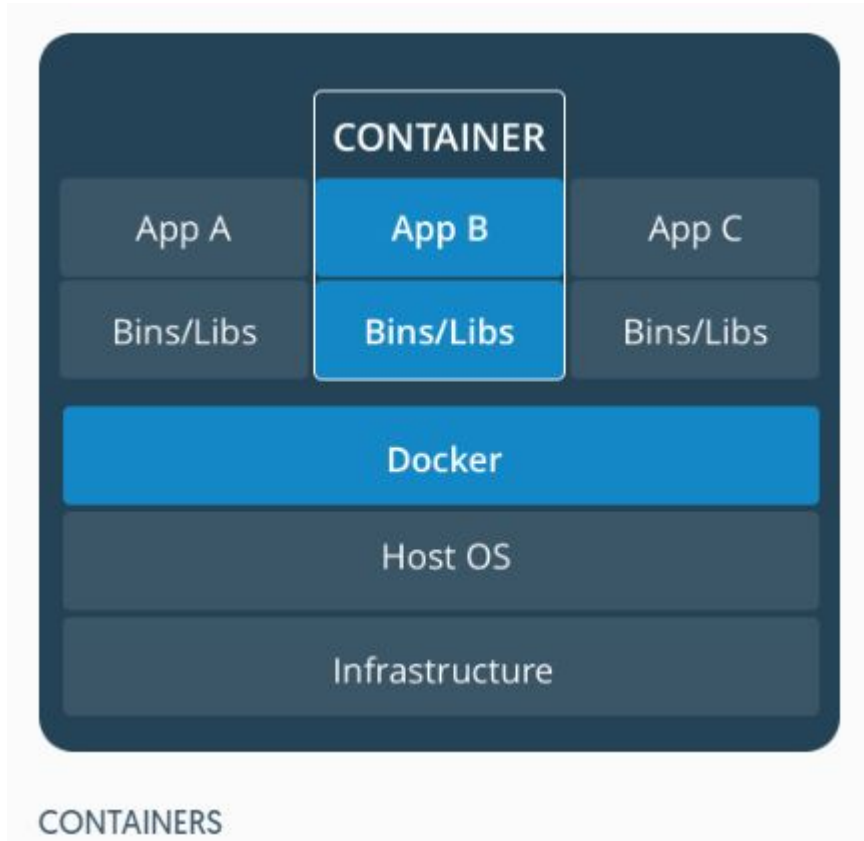 CONTAINER
App A App B App C
Bins/Libs Bins/Libs Bins/Libs
Docker
Host OS
Infrastructure
CONTAINERS